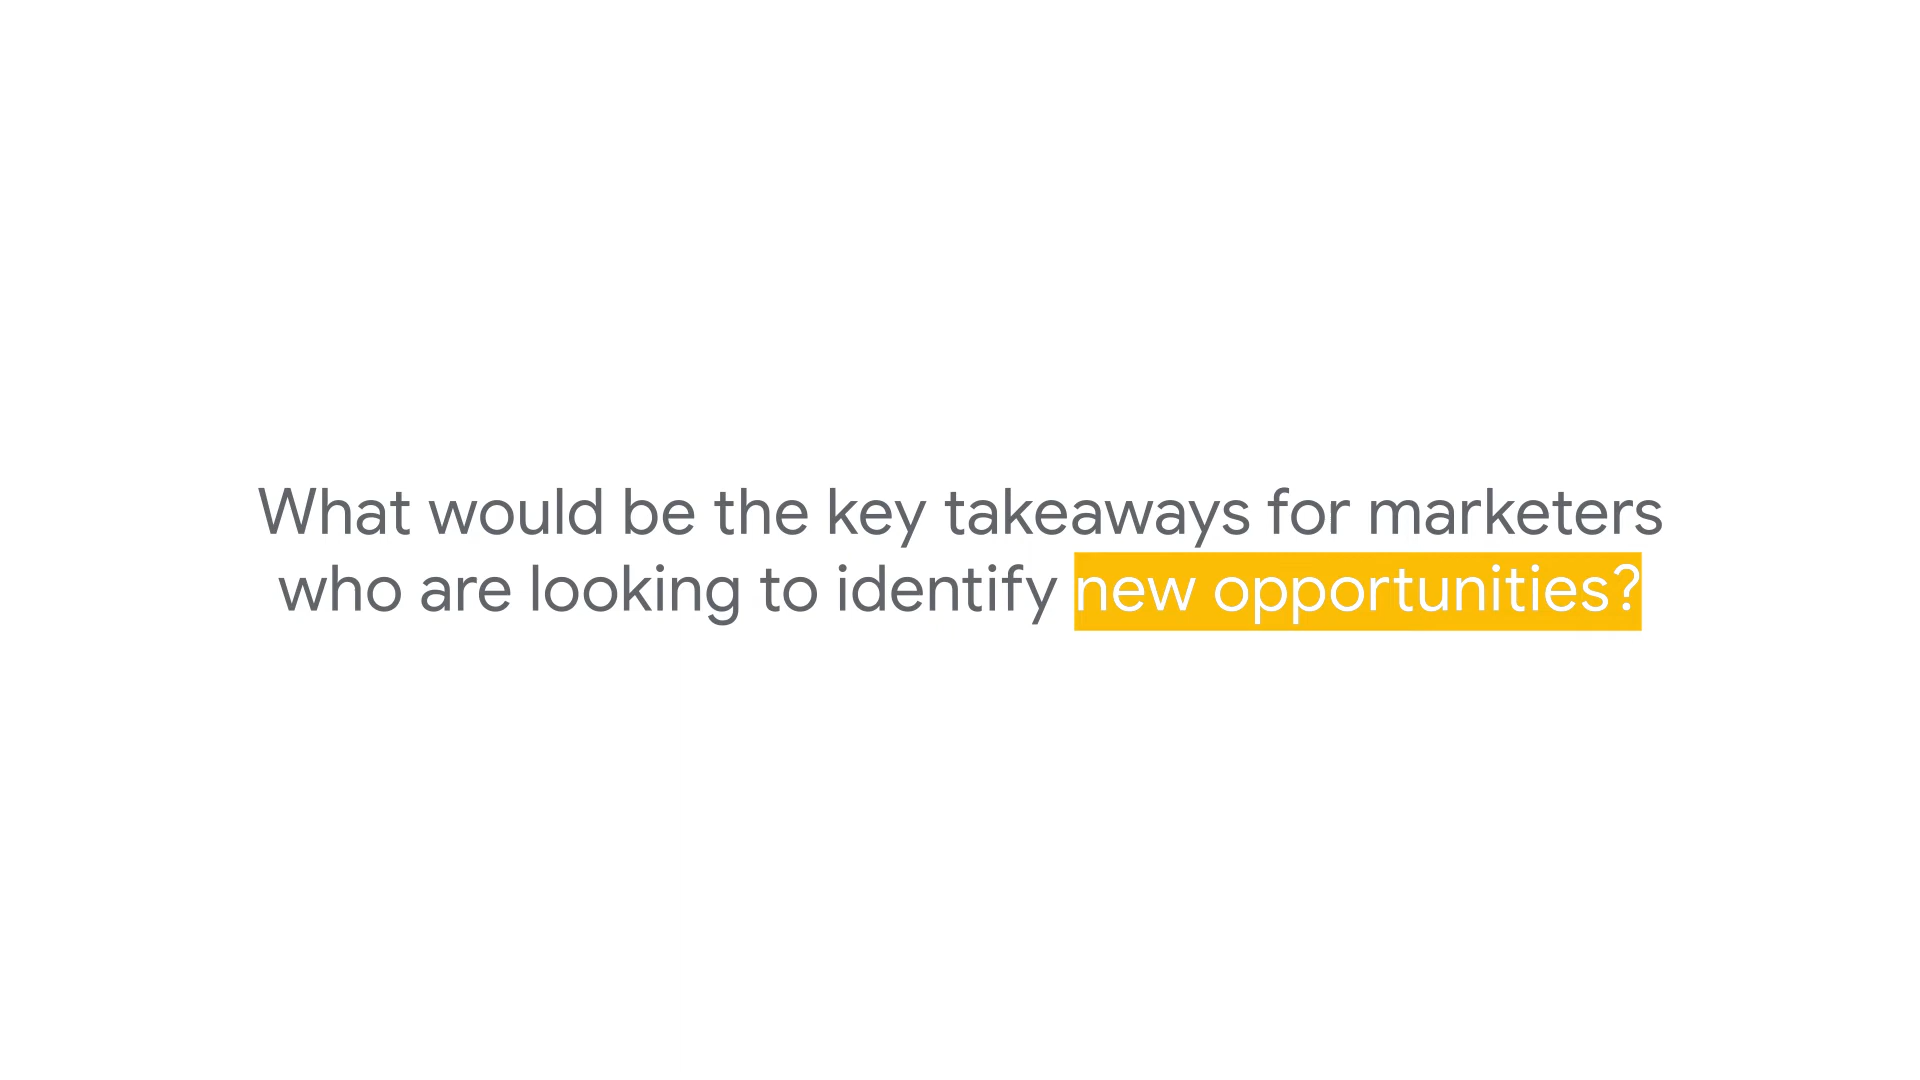 What would be the key takeaways for marketers
who are looking to identify new opportunities?